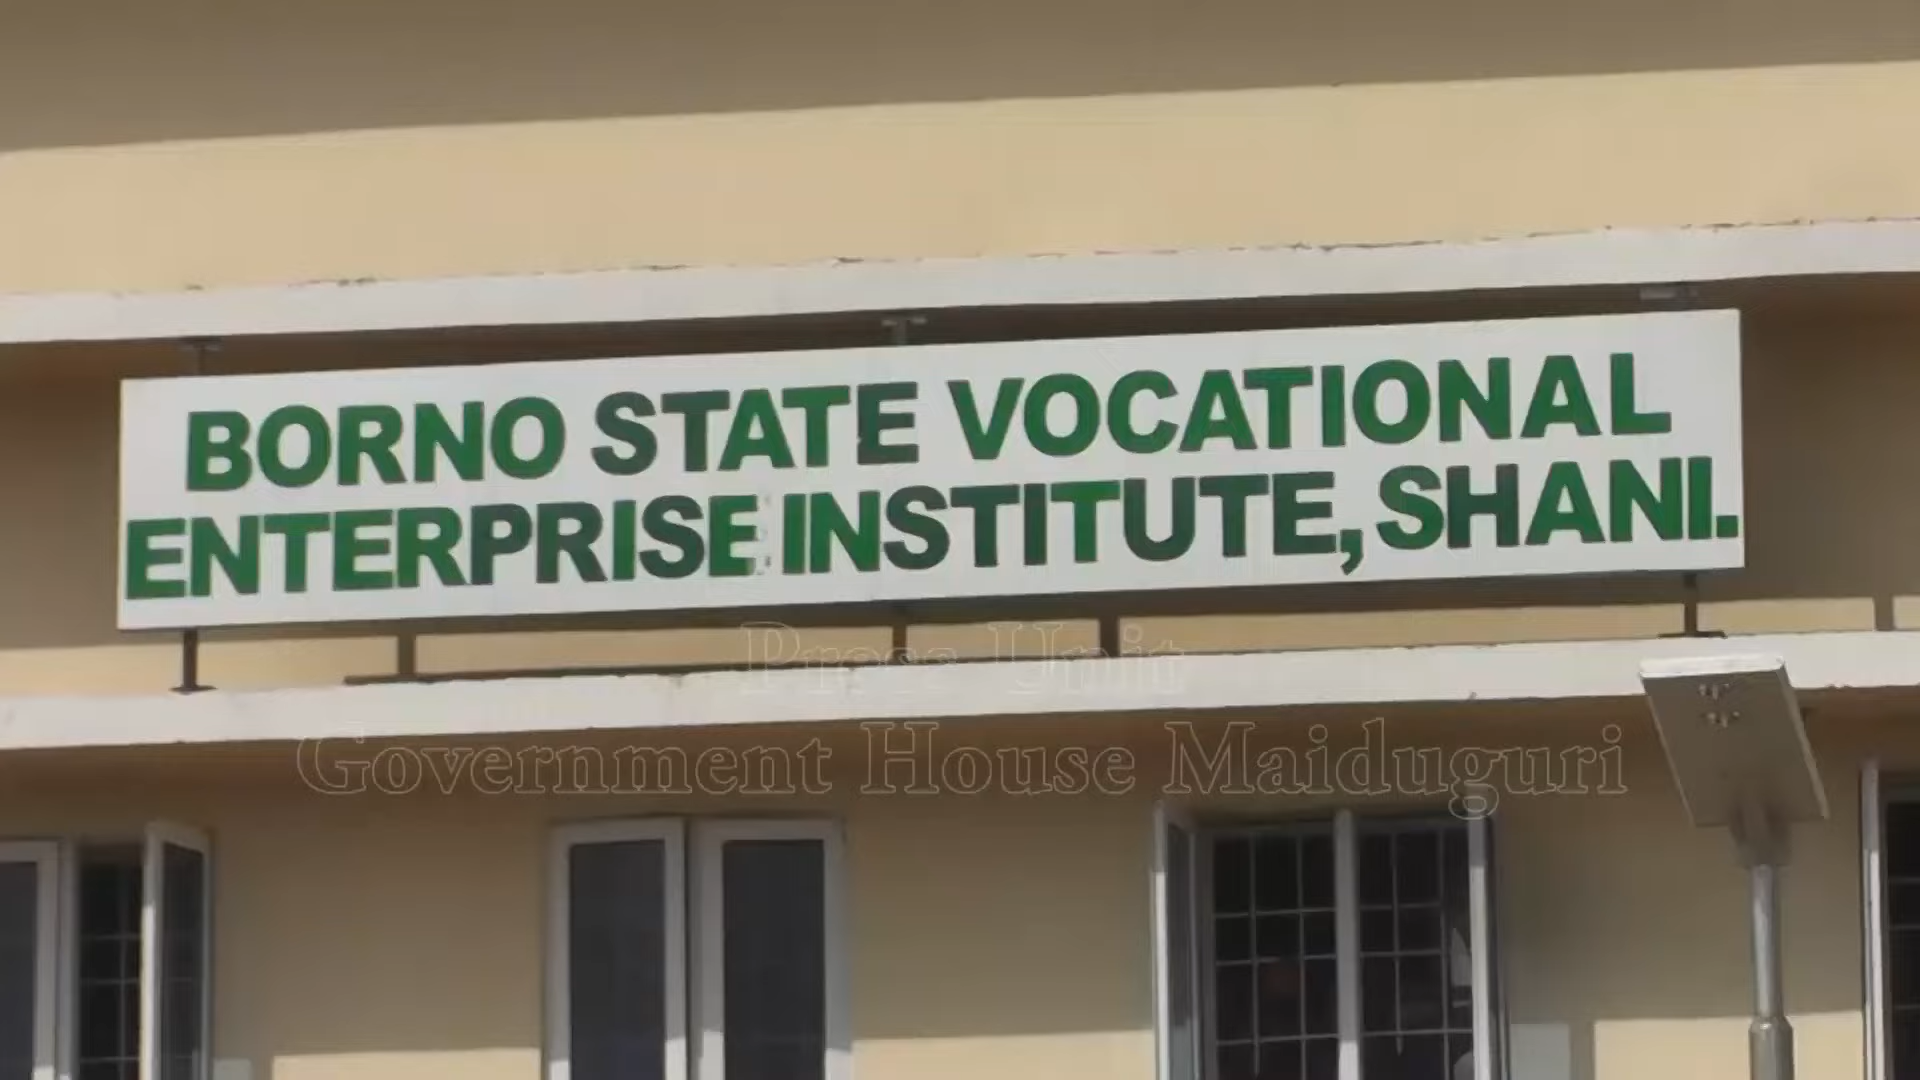 BORNO STATE VOCATIONAL
ENTERPRISE INSTITUTE, SHANI.
Press Unit
Government House Maiduguri